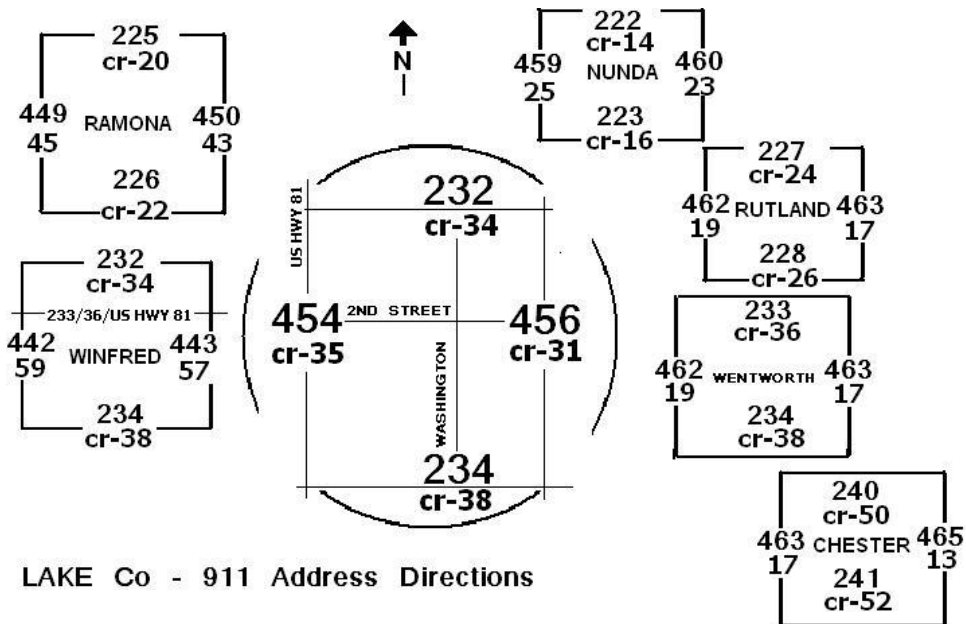 225
cr-20
449
45
RAMONA
450
43
226
cr-22
N
222
cr-14
459
25
NUNDA
460
23
223
cr-16
227
cr-24
462
19
RUTLAND
463
17
228
cr-26
232
cr-34
233/36/US HWY 81
442
59
WINFRED
443
57
234
cr-38
US HWY 81
232
cr-34
454
cr-35
2ND STREET
456
cr-31
WASHINGTON
234
cr-38
233
cr-36
462
19
WENTWORTH
463
17
234
cr-38
240
cr-50
463
17
CHESTER
465
13
241
cr-52
LAKE Co - 911 Address Directions